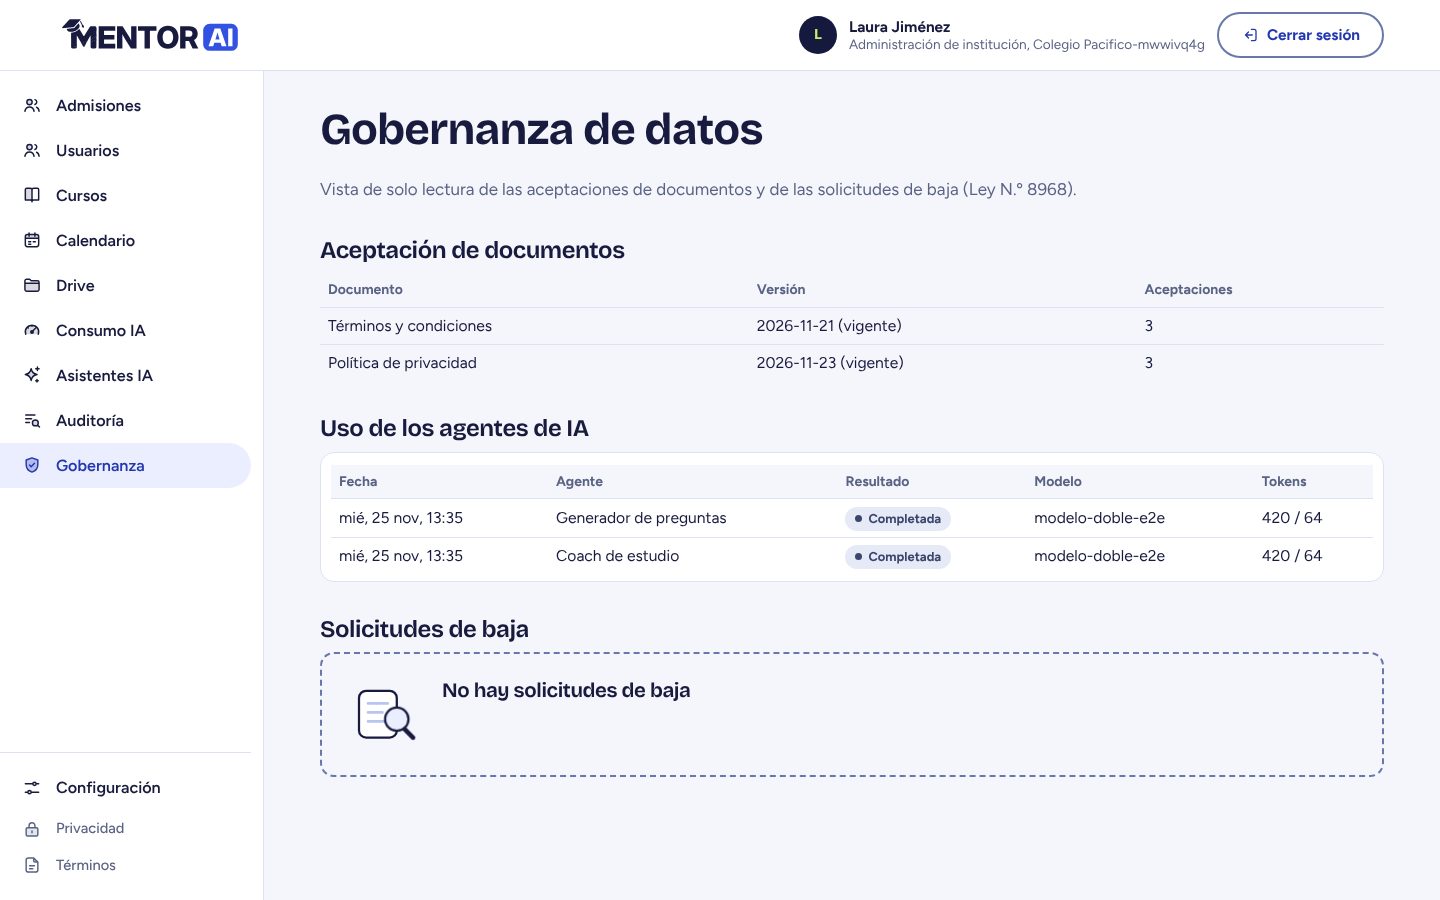 MENTOR AI
L
Laura Jiménez
Administración de institución, Colegio Pacifico-mwwivq4g
Cerrar sesión
Admisiones
Usuarios
Cursos
Calendario
Drive
Consumo IA
Asistentes IA
Auditoría
Gobernanza
Configuración
Privacidad
Términos
Gobernanza de datos
Vista de solo lectura de las aceptaciones de documentos y de las solicitudes de baja (Ley N.º 8968).
Aceptación de documentos
Documento Versión Aceptaciones
Términos y condiciones 2026-11-21 (vigente) 3
Política de privacidad 2026-11-23 (vigente) 3
Uso de los agentes de IA
Fecha Agente Resultado Modelo Tokens
mié, 25 nov, 13:35 Generador de preguntas Completada modelo-doble-e2e 420 / 64
mié, 25 nov, 13:35 Coach de estudio Completada modelo-doble-e2e 420 / 64
Solicitudes de baja
No hay solicitudes de baja